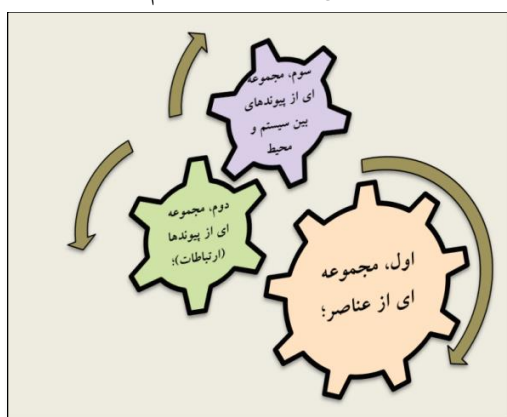 سوم، مجموعه
ای از پیوندهای
بین سیستم و
محیط
دوم، مجموعه
ای از پیوندها
(ارتباطات)؛
اول، مجموعه
ای از عناصر؛